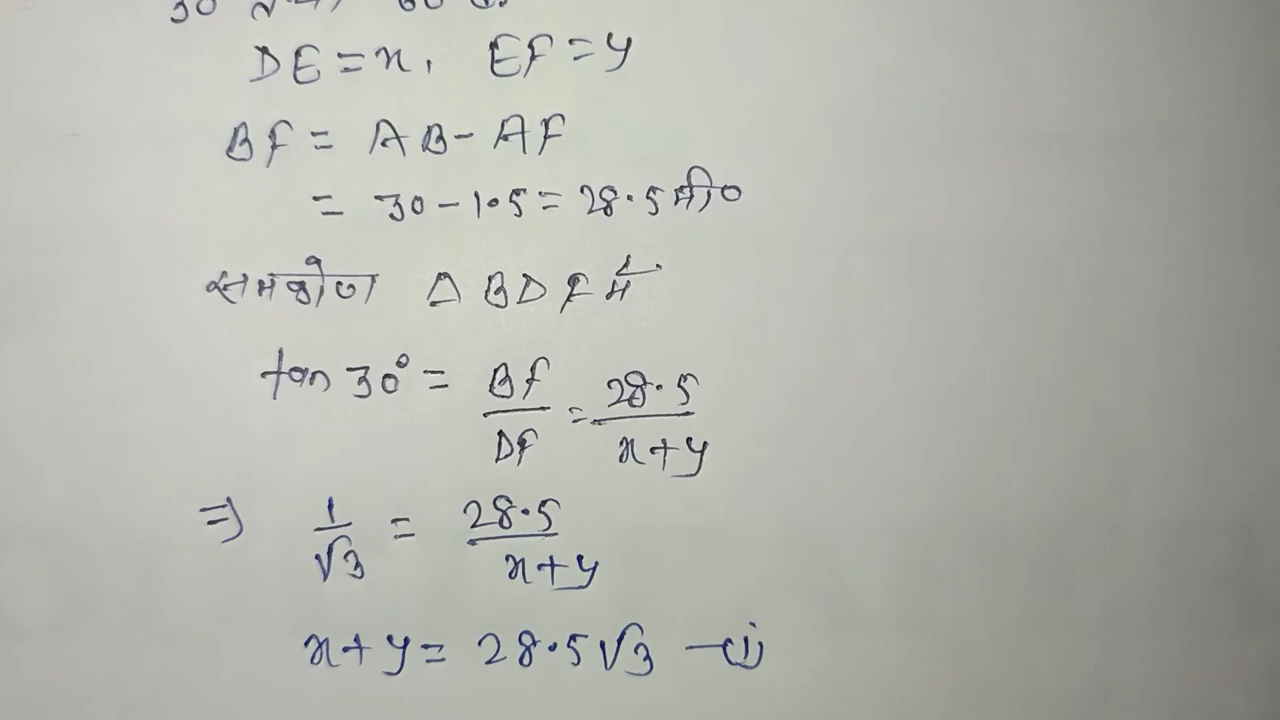 30
DE = x, EF = y
BF = AB - AF
= 30 - 1.5 = 28.5 मी०
समकोण Δ BDF में
tan 30° = BF/DF = 28.5/x+y
⇒ 1/√3 = 28.5/x+y
x + y = 28.5√3 —(i)